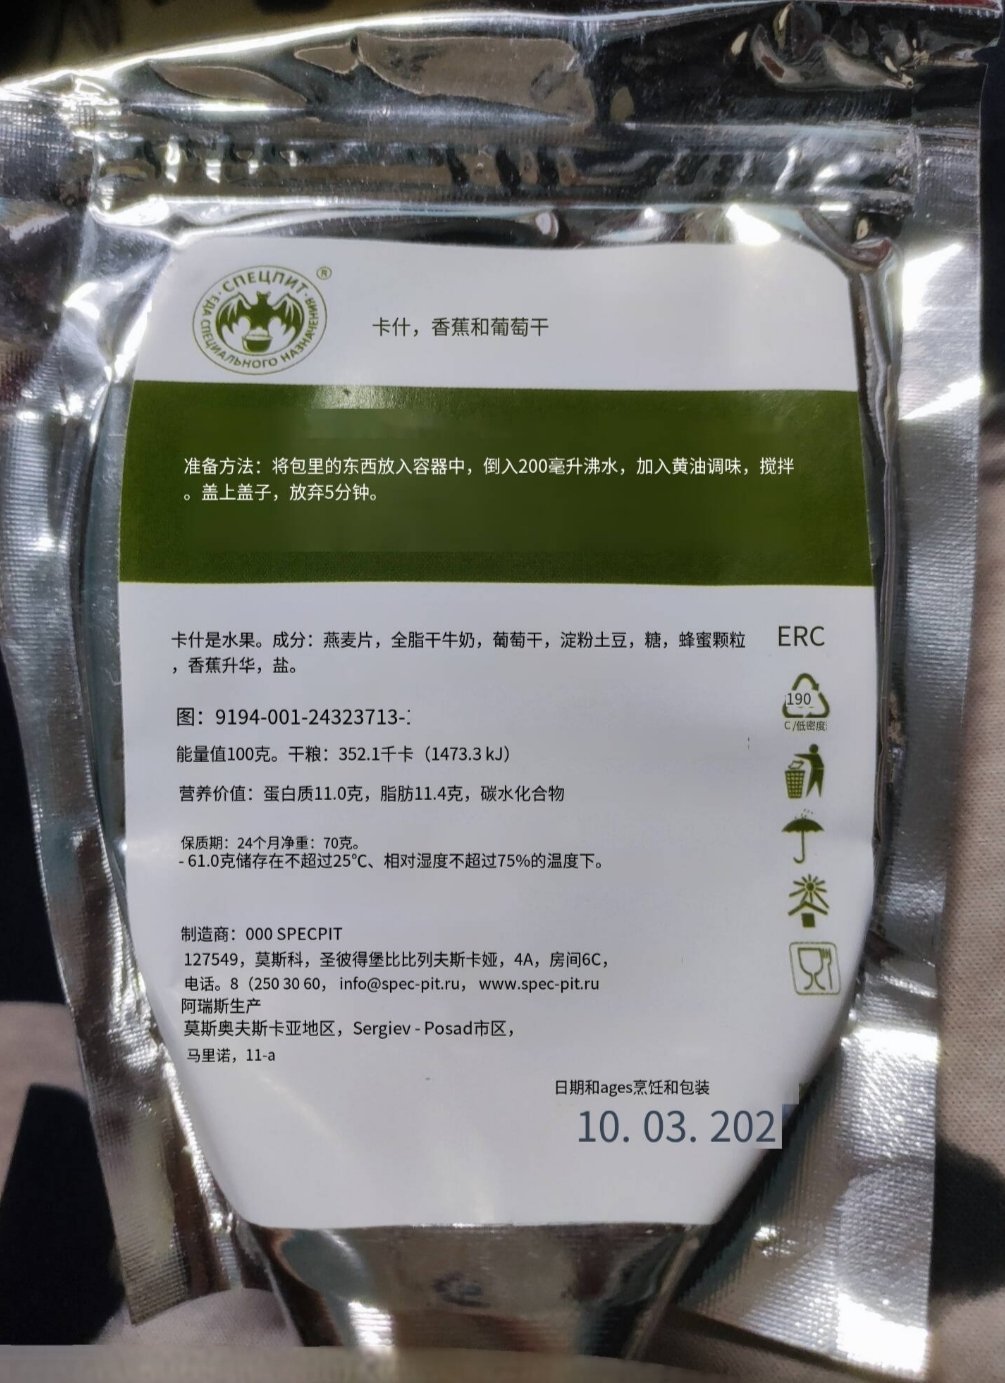 СПЕЦПИТ ®
ЕДА СПЕЦИАЛЬНОГО НАЗНАЧЕНИЯ
卡什，香蕉和葡萄干
准备方法：将包里的东西放入容器中，倒入200毫升沸水，加入黄油调味，搅拌
。盖上盖子，放弃5分钟。
卡什是水果。成分：燕麦片，全脂干牛奶，葡萄干，淀粉土豆，糖，蜂蜜颗粒
，香蕉升华，盐。
ERC
190
C /低密度
图：9194-001-24323713-:
能量值100克。干粮：352.1千卡（1473.3 kJ）
营养价值：蛋白质11.0克，脂肪11.4克，碳水化合物
保质期：24个月净重：70克。
- 61.0克储存在不超过25℃、相对湿度不超过75%的温度下。
制造商：000 SPECPIT
127549，莫斯科，圣彼得堡比比列夫斯卡娅，4A，房间6C，
电话。8（250 30 60， info@spec-pit.ru， www.spec-pit.ru
阿瑞斯生产
莫斯奥夫斯卡亚地区，Sergiev - Posad市区，
马里诺，11-a
日期和ages烹饪和包装
10. 03. 202